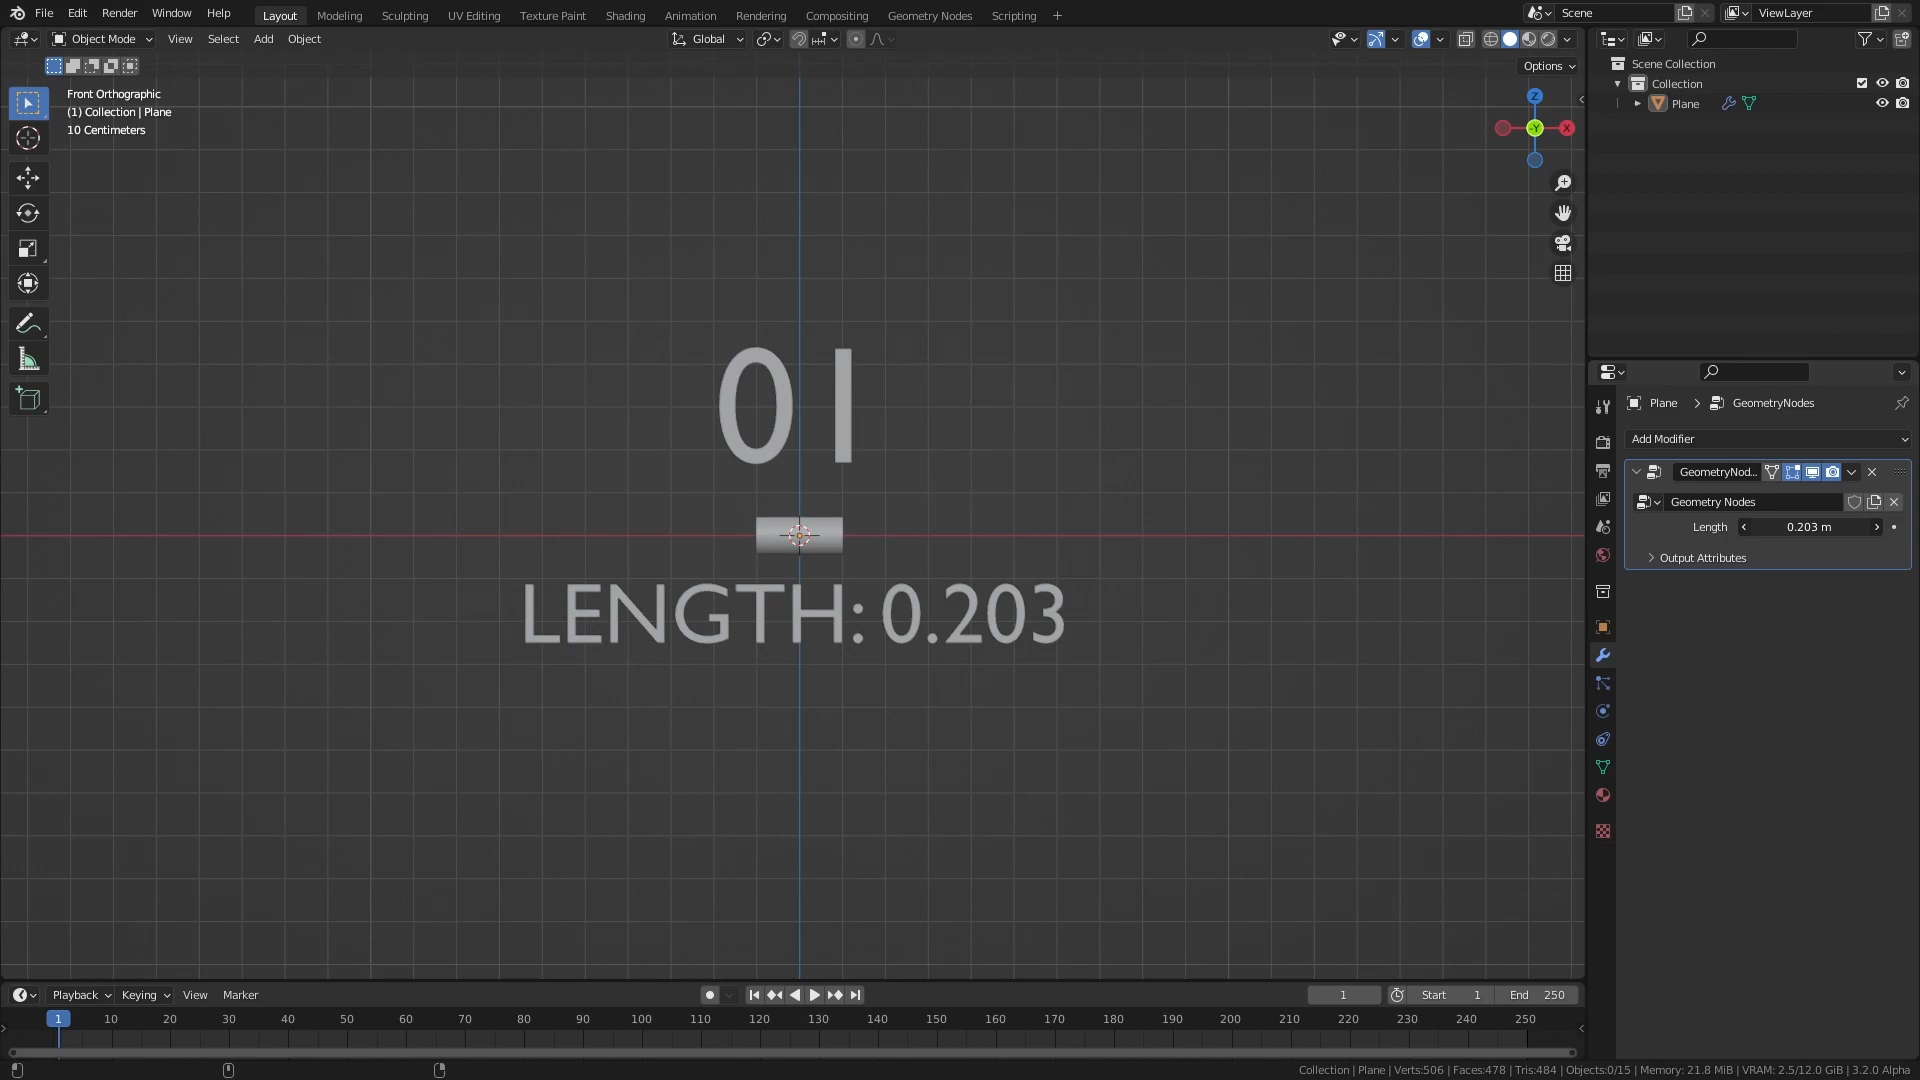 File Edit Render Window Help Layout Modeling Sculpting UV Editing Texture Paint Shading Animation Rendering Compositing Geometry Nodes Scripting + Scene ViewLayer
Object Mode View Select Add Object Global
Options
Front Orthographic
(1) Collection | Plane
10 Centimeters
Z
-Y X
01
LENGTH: 0.203
Scene Collection
Collection
Plane
Plane > GeometryNodes
Add Modifier
GeometryNod...
Geometry Nodes
Length 0.203 m
Output Attributes
Playback Keying View Marker 1 Start 1 End 250
1 10 20 30 40 50 60 70 80 90 100 110 120 130 140 150 160 170 180 190 200 210 220 230 240 250
Collection | Plane | Verts:506 | Faces:478 | Tris:484 | Objects:0/15 | Memory: 21.8 MiB | VRAM: 2.5/12.0 GiB | 3.2.0 Alpha